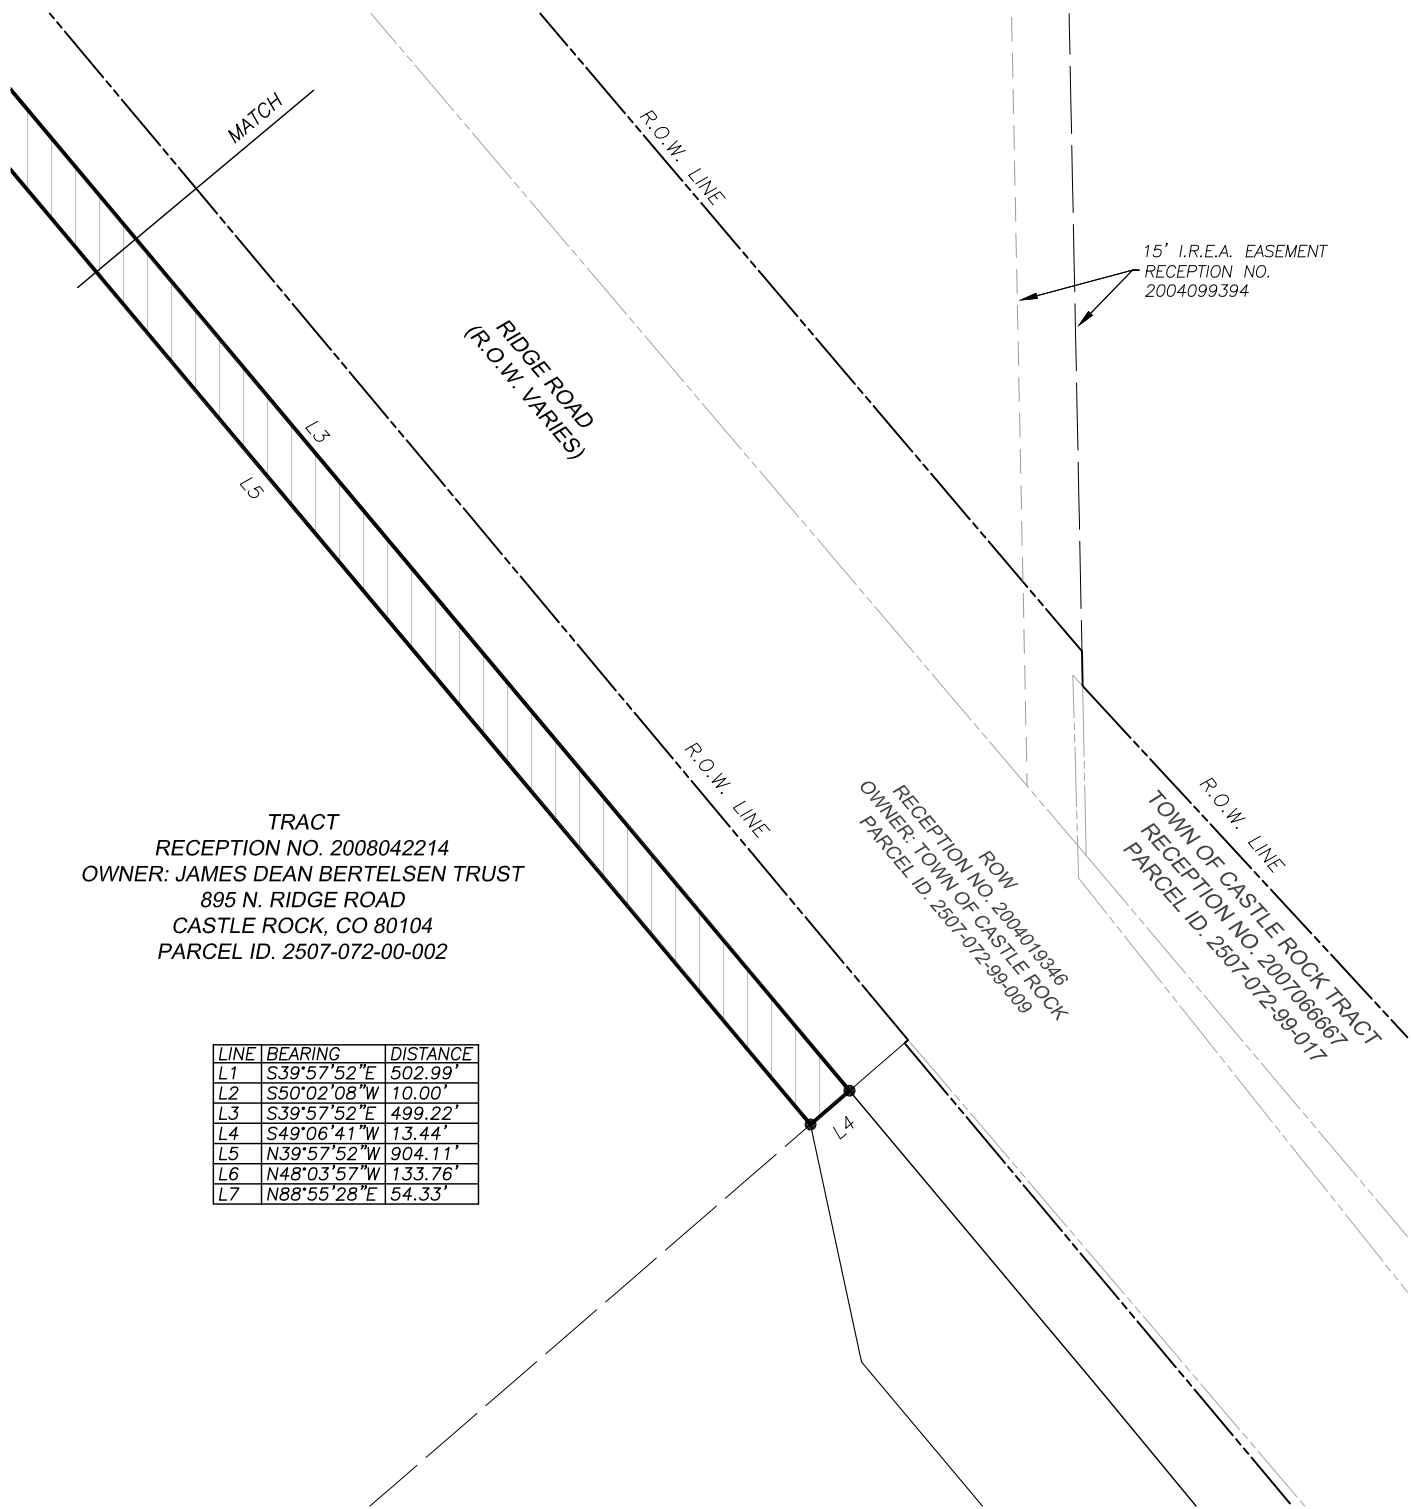 MATCH
R.O.W. LINE
15' I.R.E.A. EASEMENT
RECEPTION NO.
2004099394
RIDGE ROAD
(R.O.W. VARIES)
L3
L5
R.O.W. LINE
ROW
RECEPTION NO. 2004019346
OWNER: TOWN OF CASTLE ROCK
PARCEL ID. 2507-072-99-009
R.O.W. LINE
TOWN OF CASTLE ROCK TRACT
RECEPTION NO. 2007066667
PARCEL ID. 2507-072-99-017
TRACT
RECEPTION NO. 2008042214
OWNER: JAMES DEAN BERTELSEN TRUST
895 N. RIDGE ROAD
CASTLE ROCK, CO 80104
PARCEL ID. 2507-072-00-002
L4
LINE BEARING DISTANCE
L1 S39°57'52"E 502.99'
L2 S50°02'08"W 10.00'
L3 S39°57'52"E 499.22'
L4 S49°06'41"W 13.44'
L5 N39°57'52"W 904.11'
L6 N48°03'57"W 133.76'
L7 N88°55'28"E 54.33'